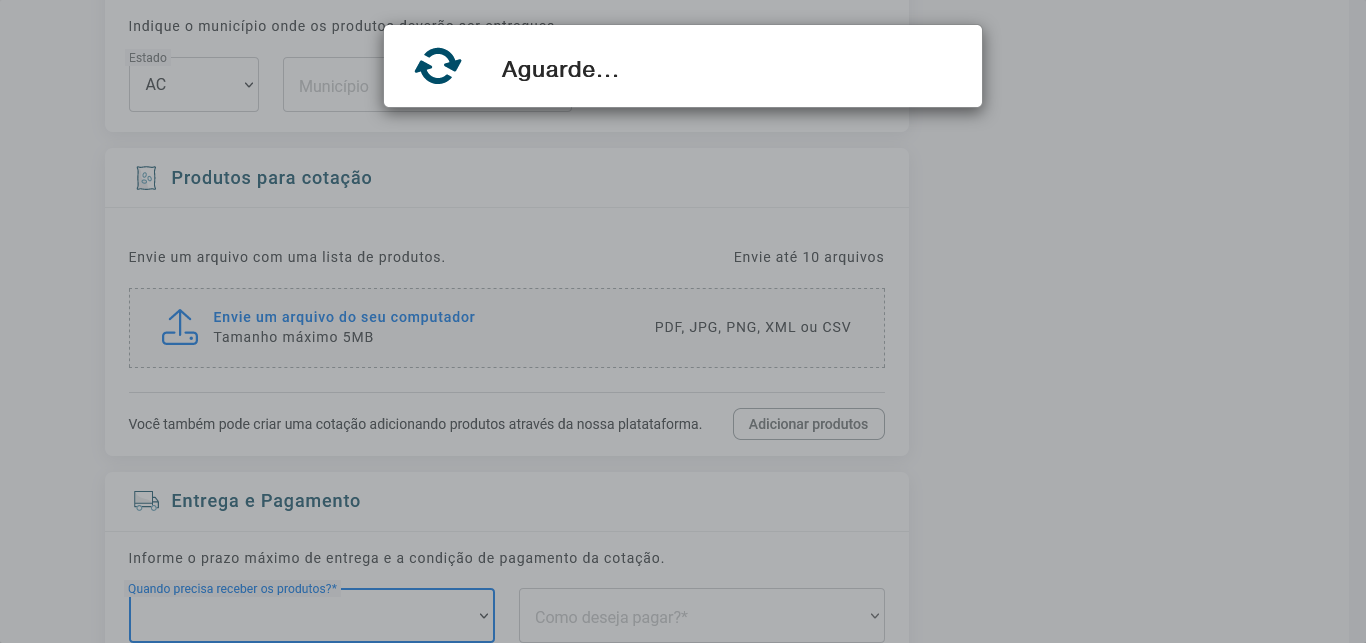 Indique o município onde os produtos deverão ser entregues.
Aguarde...
Estado
AC
Município
Produtos para cotação
Envie um arquivo com uma lista de produtos.
Envie até 10 arquivos
Envie um arquivo do seu computador
Tamanho máximo 5MB
PDF, JPG, PNG, XML ou CSV
Você também pode criar uma cotação adicionando produtos através da nossa platataforma.
Adicionar produtos
Entrega e Pagamento
Informe o prazo máximo de entrega e a condição de pagamento da cotação.
Quando precisa receber os produtos?*
Como deseja pagar?*